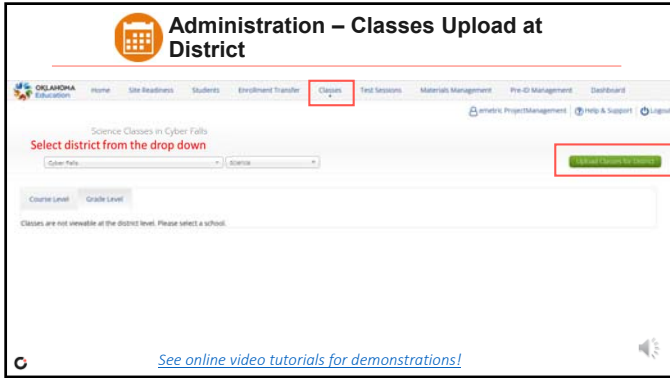 Administration – Classes Upload at
District
OKLAHOMA
Education
Home Site Readiness Students Enrollment Transfer Classes Test Sessions Materials Management Pre-ID Management Dashboard
emetric ProjectManagement Help & Support Logout
Science Classes in Cyber Falls
Select district from the drop down
Cyber Falls Science Upload Classes for District
Course Level Grade Level
Classes are not viewable at the district level. Please select a school.
See online video tutorials for demonstrations!